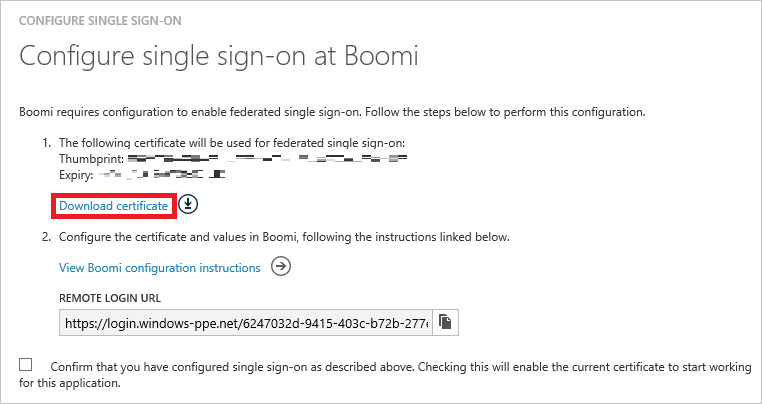 CONFIGURE SINGLE SIGN-ON
Configure single sign-on at Boomi
Boomi requires configuration to enable federated single sign-on. Follow the steps below to perform this configuration.
1. The following certificate will be used for federated single sign-on:
Thumbprint:
Expiry:
Download certificate
2. Configure the certificate and values in Boomi, following the instructions linked below.
View Boomi configuration instructions
REMOTE LOGIN URL
https://login.windows-ppe.net/6247032d-9415-403c-b72b-277
Confirm that you have configured single sign-on as described above. Checking this will enable the current certificate to start working
for this application.